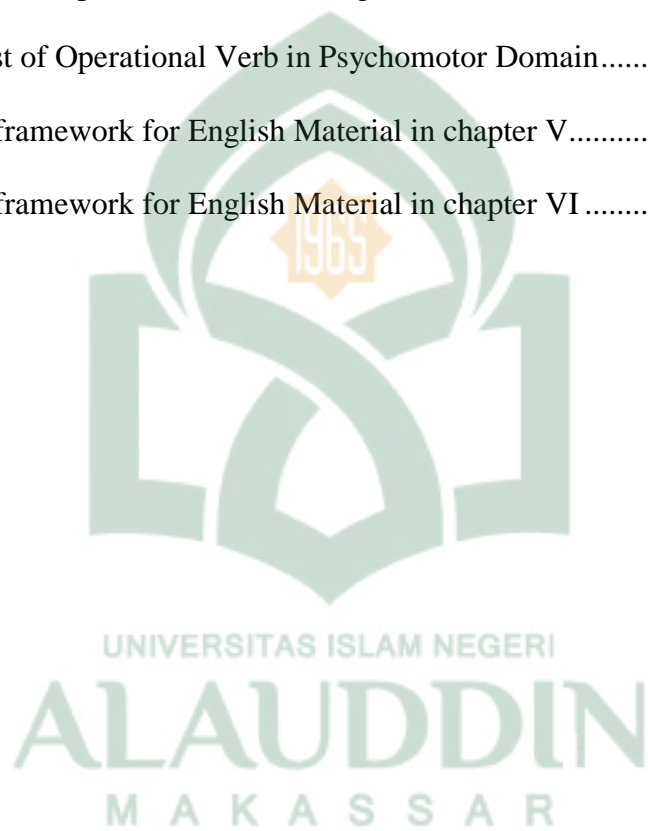 st of Operational Verb in Psychomotor Domain......
framework for English Material in chapter V..........
framework for English Material in chapter VI ........
1965
UNIVERSITAS ISLAM NEGERI
ALAUDDIN
MAKASSAR